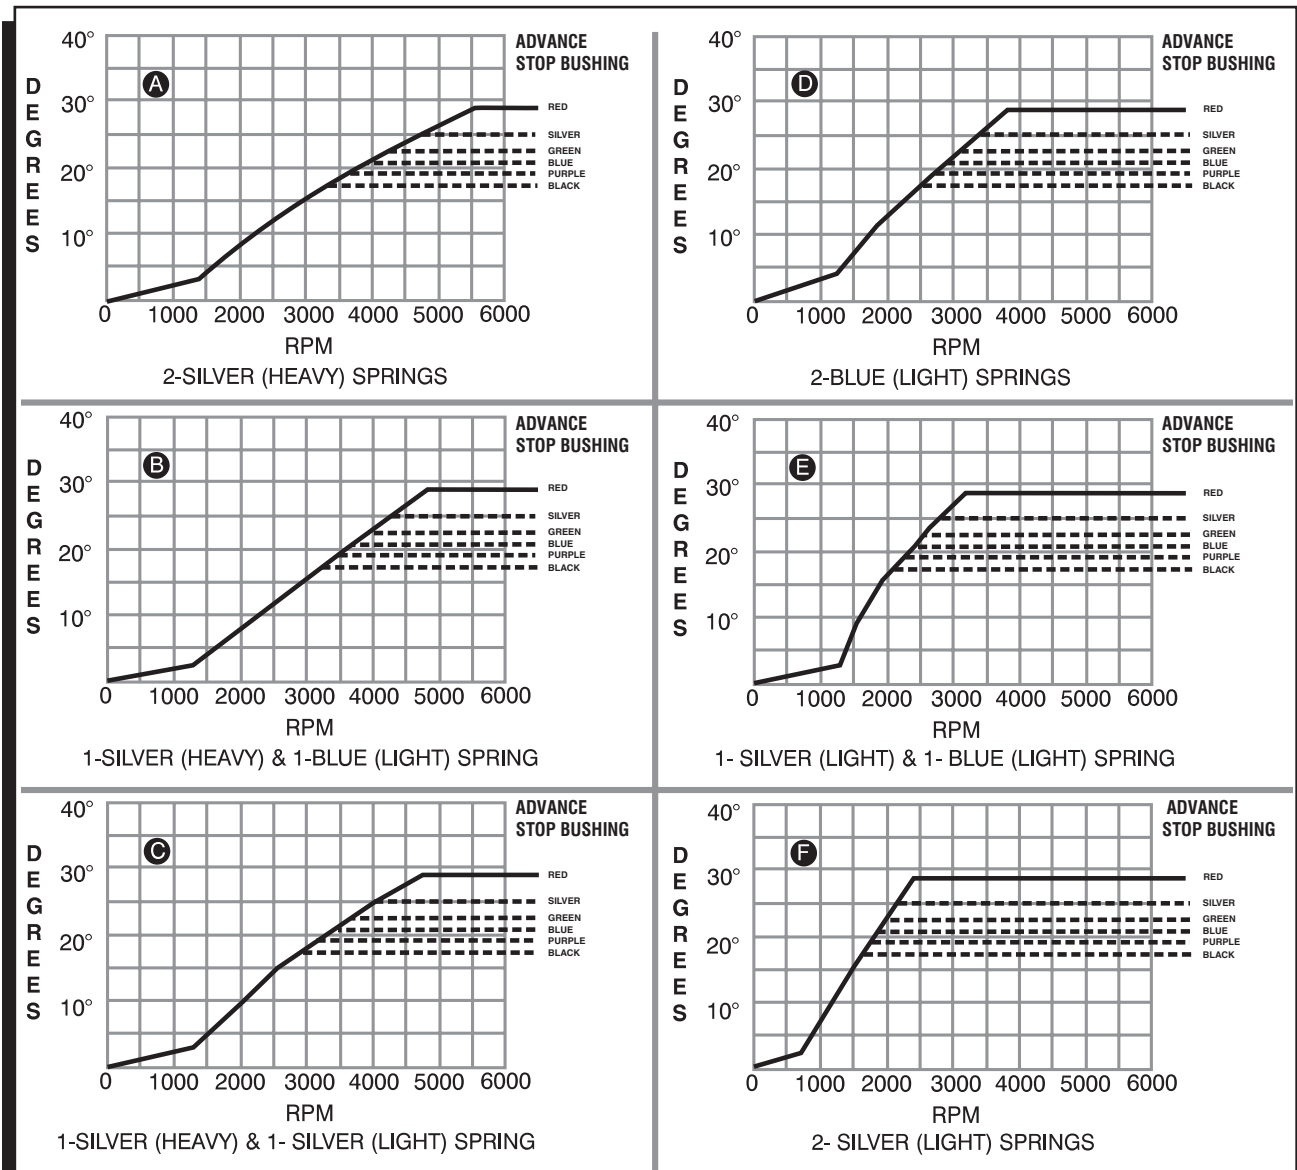 A
DEGREES
40°
30°
20°
10°
0 1000 2000 3000 4000 5000 6000
RPM
ADVANCE
STOP BUSHING
RED
SILVER
GREEN
BLUE
PURPLE
BLACK
2-SILVER (HEAVY) SPRINGS
D
DEGREES
40°
30°
20°
10°
0 1000 2000 3000 4000 5000 6000
RPM
ADVANCE
STOP BUSHING
RED
SILVER
GREEN
BLUE
PURPLE
BLACK
2-BLUE (LIGHT) SPRINGS
B
DEGREES
40°
30°
20°
10°
0 1000 2000 3000 4000 5000 6000
RPM
ADVANCE
STOP BUSHING
RED
SILVER
GREEN
BLUE
PURPLE
BLACK
1-SILVER (HEAVY) & 1-BLUE (LIGHT) SPRING
E
DEGREES
40°
30°
20°
10°
0 1000 2000 3000 4000 5000 6000
RPM
ADVANCE
STOP BUSHING
RED
SILVER
GREEN
BLUE
PURPLE
BLACK
1- SILVER (LIGHT) & 1- BLUE (LIGHT) SPRING
C
DEGREES
40°
30°
20°
10°
0 1000 2000 3000 4000 5000 6000
RPM
ADVANCE
STOP BUSHING
RED
SILVER
GREEN
BLUE
PURPLE
BLACK
1-SILVER (HEAVY) & 1- SILVER (LIGHT) SPRING
F
DEGREES
40°
30°
20°
10°
0 1000 2000 3000 4000 5000 6000
RPM
ADVANCE
STOP BUSHING
RED
SILVER
GREEN
BLUE
PURPLE
BLACK
2- SILVER (LIGHT) SPRINGS